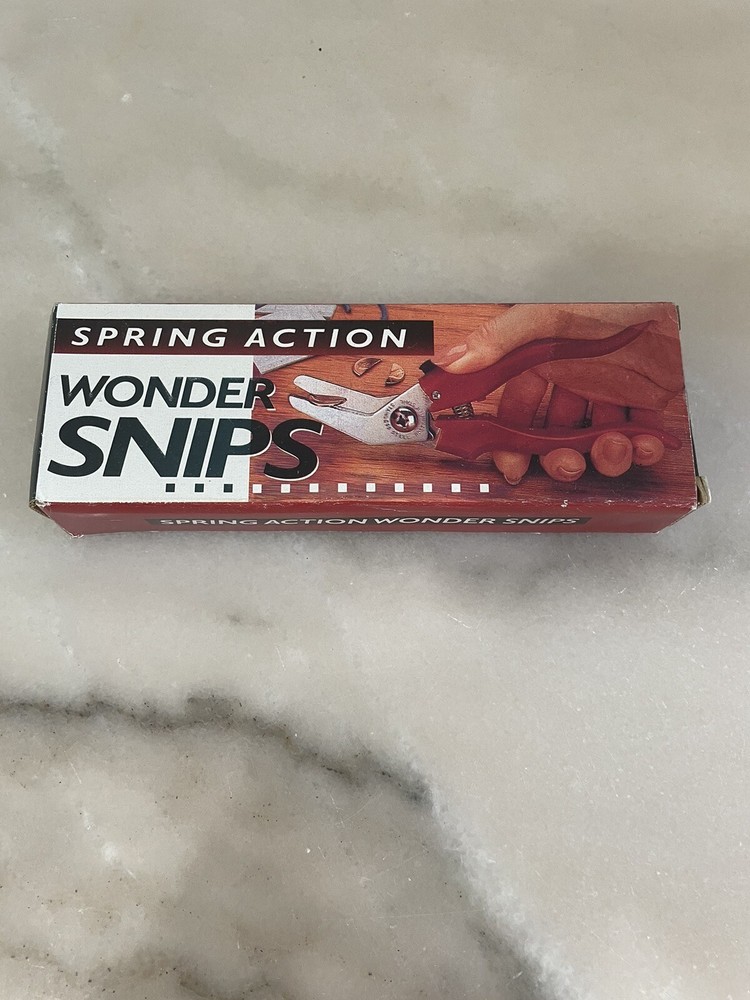 SPRING ACTION
WONDER
SNIPS
SPRING ACTION WONDER SNIPS